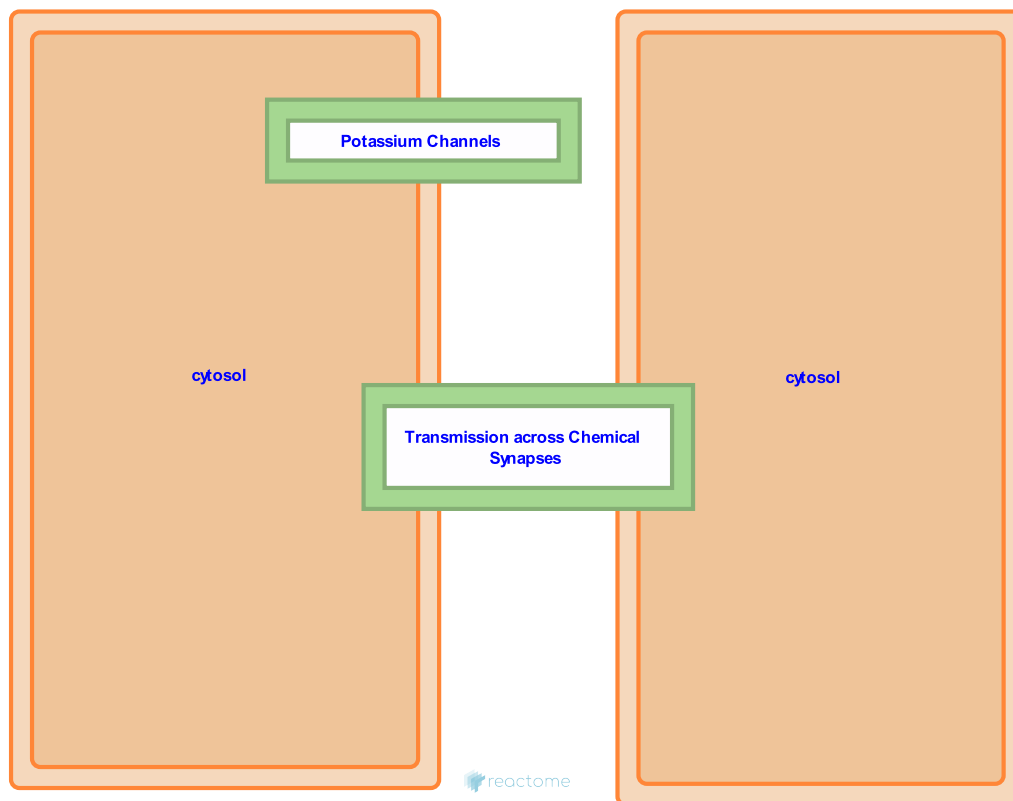 Potassium Channels
cytosol
cytosol
Transmission across Chemical
Synapses
reactome